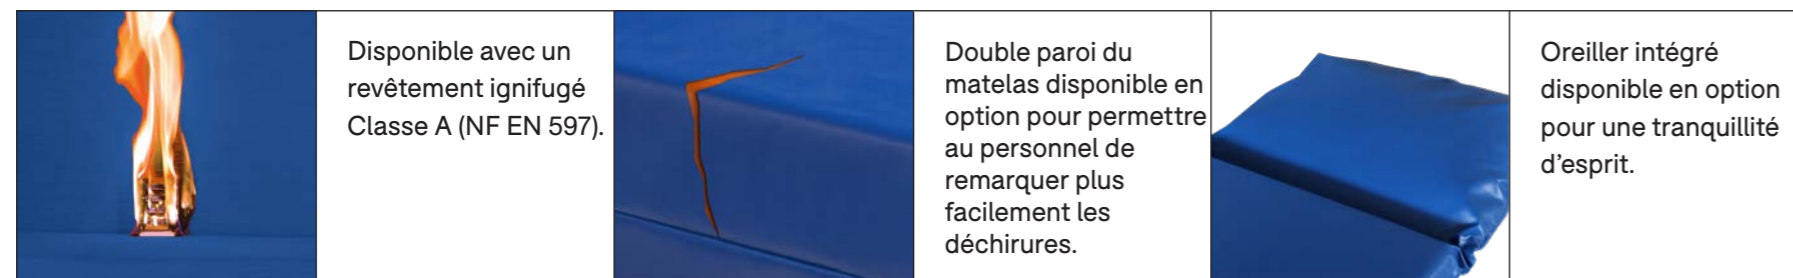 Disponible avec un
revêtement ignifugé
Classe A (NF EN 597).
Double paroi du
matelas disponible en
option pour permettre
au personnel de
remarquer plus
facilement les
déchirures.
Oreiller intégré
disponible en option
pour une tranquillité
d’esprit.